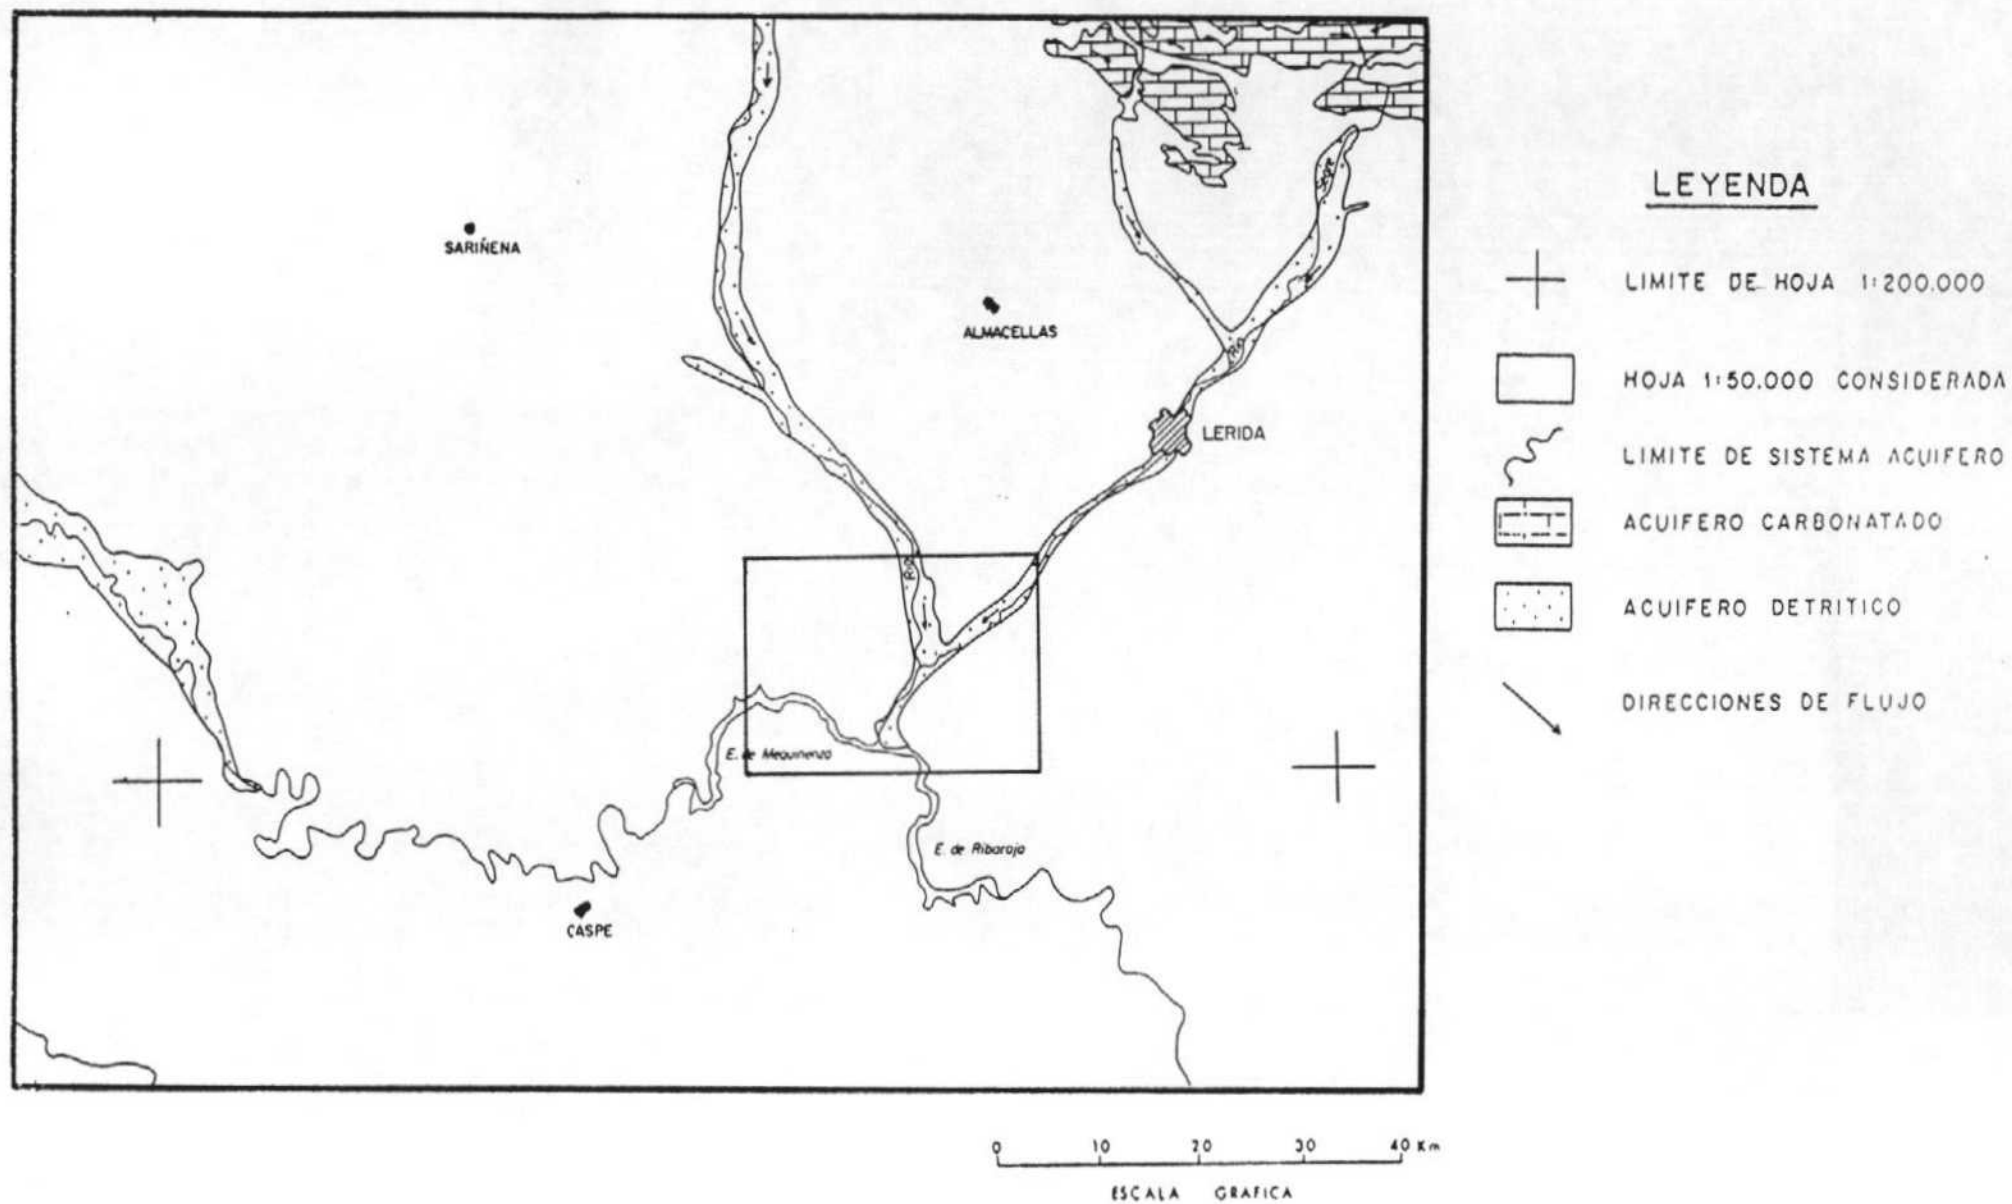 SARIÑENA
ALMACELLAS
LERIDA
Rio
E. de Mequinenza
E. de Ribaroja
CASPE
LEYENDA
LIMITE DE HOJA 1:200.000
HOJA 1:50.000 CONSIDERADA
LIMITE DE SISTEMA ACUIFERO
ACUIFERO CARBONATADO
ACUIFERO DETRITICO
DIRECCIONES DE FLUJO
0 10 20 30 40 Km
ESCALA GRAFICA